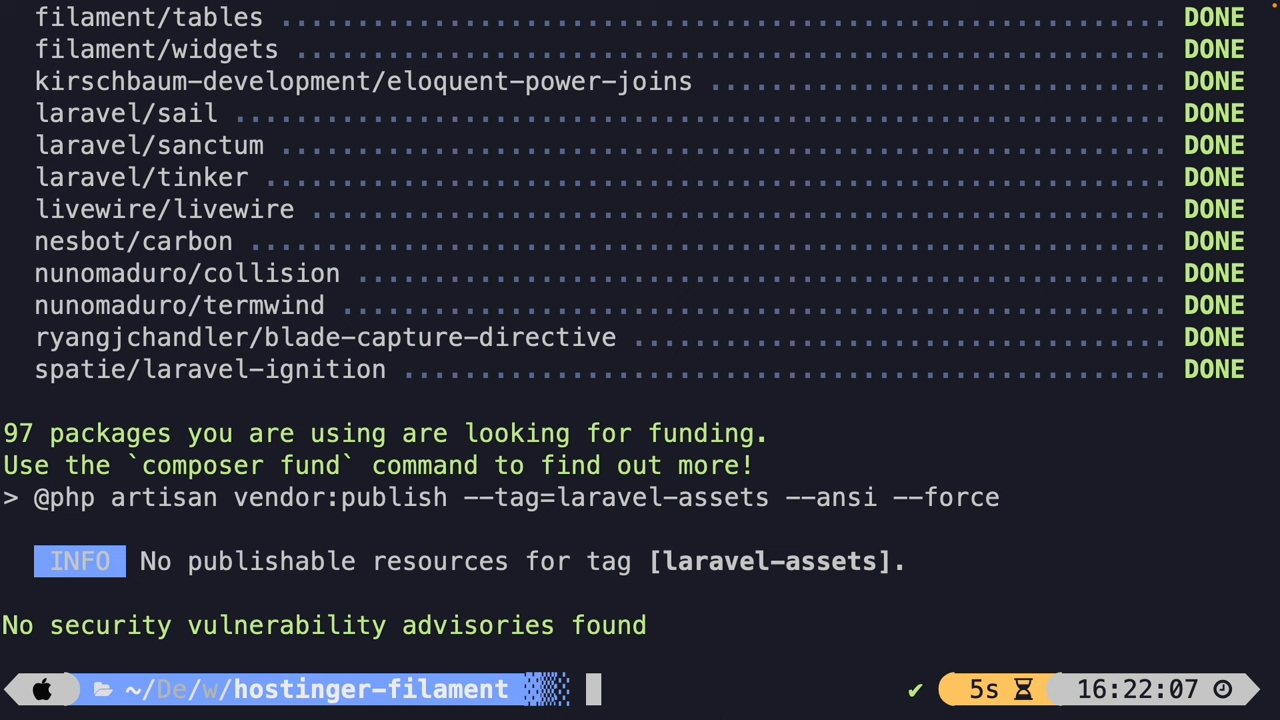 filament/tables ........................................................ DONE
filament/widgets ....................................................... DONE
kirschbaum-development/eloquent-power-joins .............................. DONE
laravel/sail ........................................................... DONE
laravel/sanctum ........................................................ DONE
laravel/tinker ......................................................... DONE
livewire/livewire ...................................................... DONE
nesbot/carbon .......................................................... DONE
nunomaduro/collision ................................................... DONE
nunomaduro/termwind .................................................... DONE
ryangjchandler/blade-capture-directive ................................... DONE
spatie/laravel-ignition .................................................. DONE
97 packages you are using are looking for funding.
Use the `composer fund` command to find out more!
> @php artisan vendor:publish --tag=laravel-assets --ansi --force
INFO No publishable resources for tag [laravel-assets].
No security vulnerability advisories found
~/De/w/hostinger-filament ✔ 5s 16:22:07